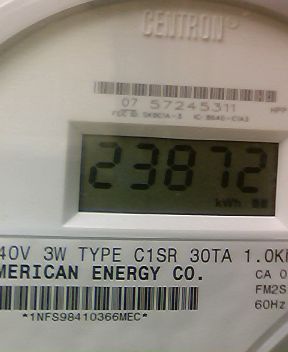 CENTRON®
07 57245311
23872
kWh
40V 3W TYPE C1SR 30TA 1.0K
MERICAN ENERGY CO.
CA 0
FM2S
60Hz
*1NFS98410366MEC*